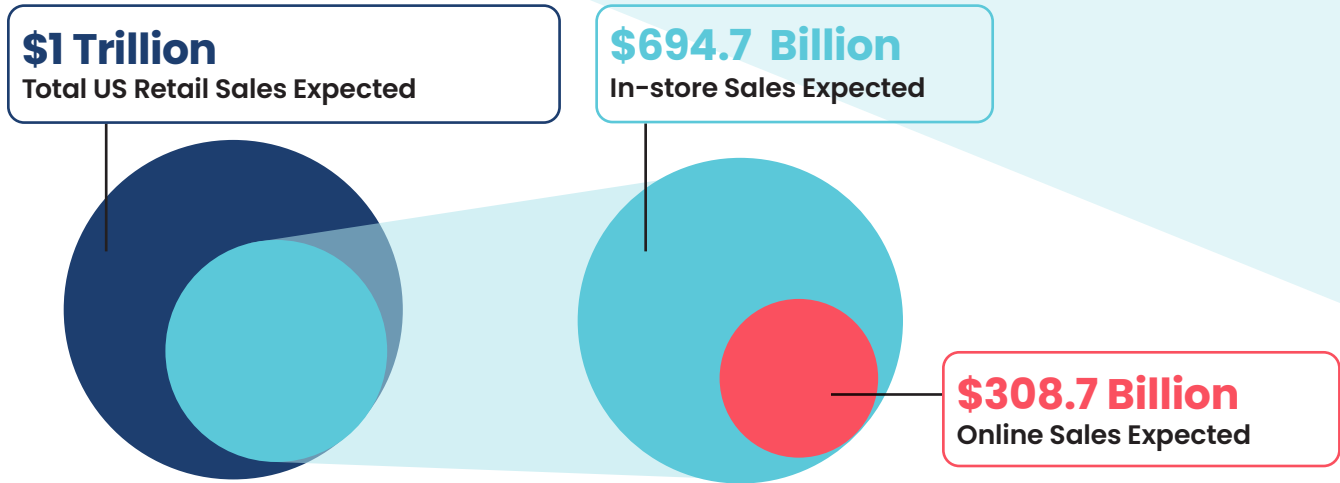 $1 Trillion
Total US Retail Sales Expected
$694.7 Billion
In-store Sales Expected
$308.7 Billion
Online Sales Expected